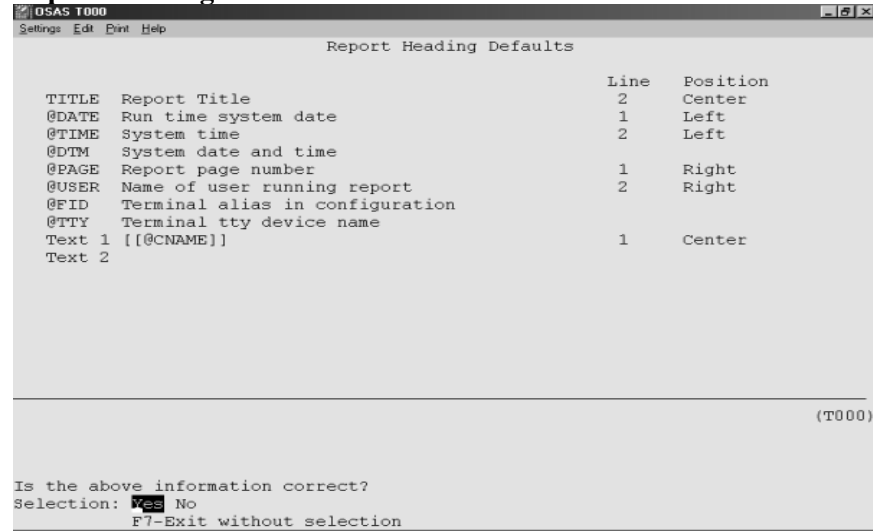 OSAS T000
Settings Edit Print Help
Report Heading Defaults
Line Position
TITLE Report Title 2 Center
@DATE Run time system date 1 Left
@TIME System time 2 Left
@DTM System date and time
@PAGE Report page number 1 Right
@USER Name of user running report 2 Right
@FID Terminal alias in configuration
@TTY Terminal tty device name
Text 1 [[@CNAME]] 1 Center
Text 2
(T000)
Is the above information correct?
Selection: Yes No
F7-Exit without selection